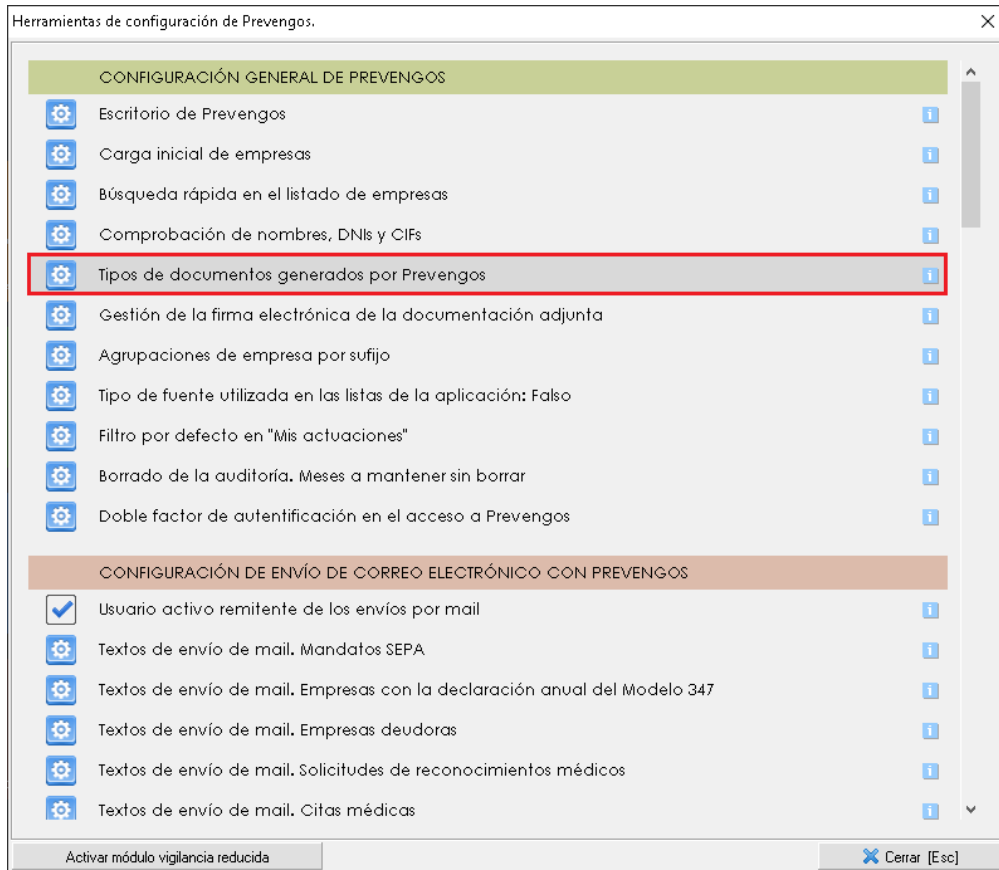 Herramientas de configuración de Prevengos.
CONFIGURACIÓN GENERAL DE PREVENGOS
Escritorio de Prevengos
Carga inicial de empresas
Búsqueda rápida en el listado de empresas
Comprobación de nombres, DNIs y CIFs
Tipos de documentos generados por Prevengos
Gestión de la firma electrónica de la documentación adjunta
Agrupaciones de empresa por sufijo
Tipo de fuente utilizada en las listas de la aplicación: Falso
Filtro por defecto en "Mis actuaciones"
Borrado de la auditoría. Meses a mantener sin borrar
Doble factor de autentificación en el acceso a Prevengos
CONFIGURACIÓN DE ENVÍO DE CORREO ELECTRÓNICO CON PREVENGOS
Usuario activo remitente de los envíos por mail
Textos de envío de mail. Mandatos SEPA
Textos de envío de mail. Empresas con la declaración anual del Modelo 347
Textos de envío de mail. Empresas deudoras
Textos de envío de mail. Solicitudes de reconocimientos médicos
Textos de envío de mail. Citas médicas
Activar módulo vigilancia reducida
Cerrar [Esc]